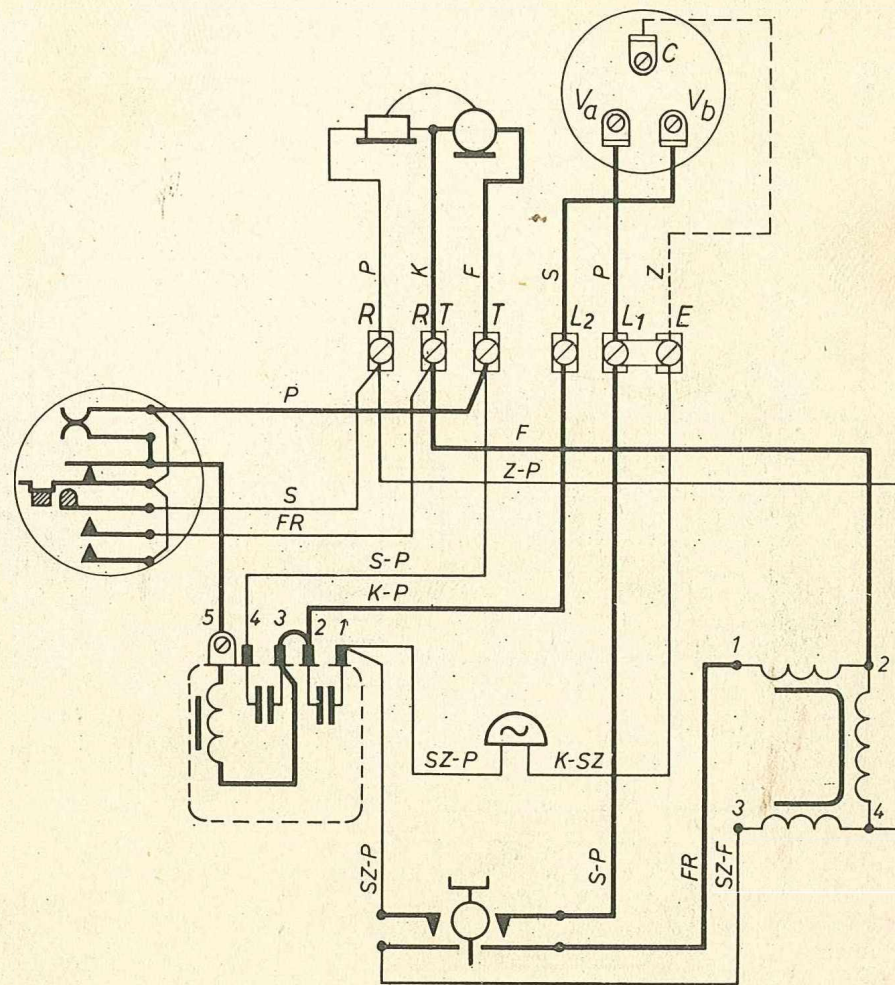 C
Va Vb
P K F S P Z
R R T T L2 L1 E
P
F
Z-P
S
FR
S-P
K-P
5 4 3 2 1
1 2
SZ-P K-SZ
3 4
SZ-P S-P FR SZ-F